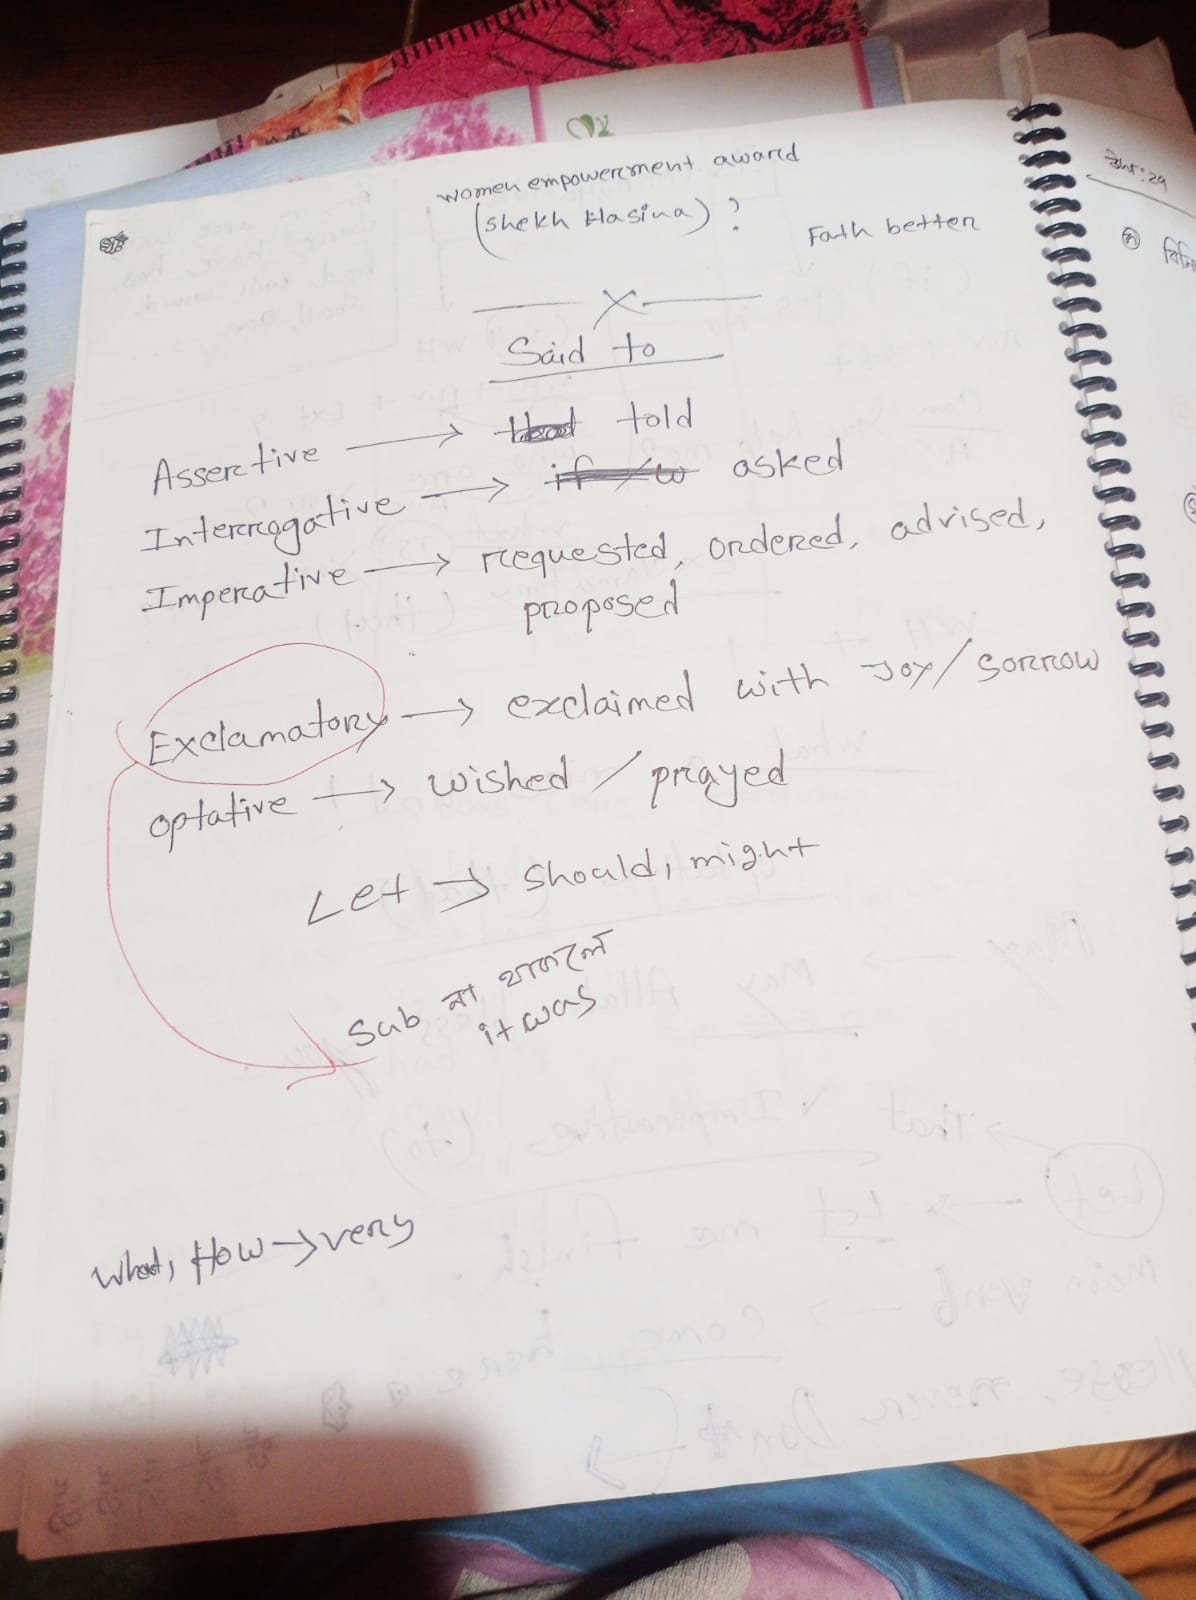 women empowerment award
(Shekh Hasina)?
Fath better
Said to
Assertive → told
Interrogative → asked
Imperative → requested, ordered, advised,
proposed
Exclamatory → exclaimed with Joy/Sorrow
optative → wished / prayed
Let → should, might
Sub না থাকলে
it was
What, How → very